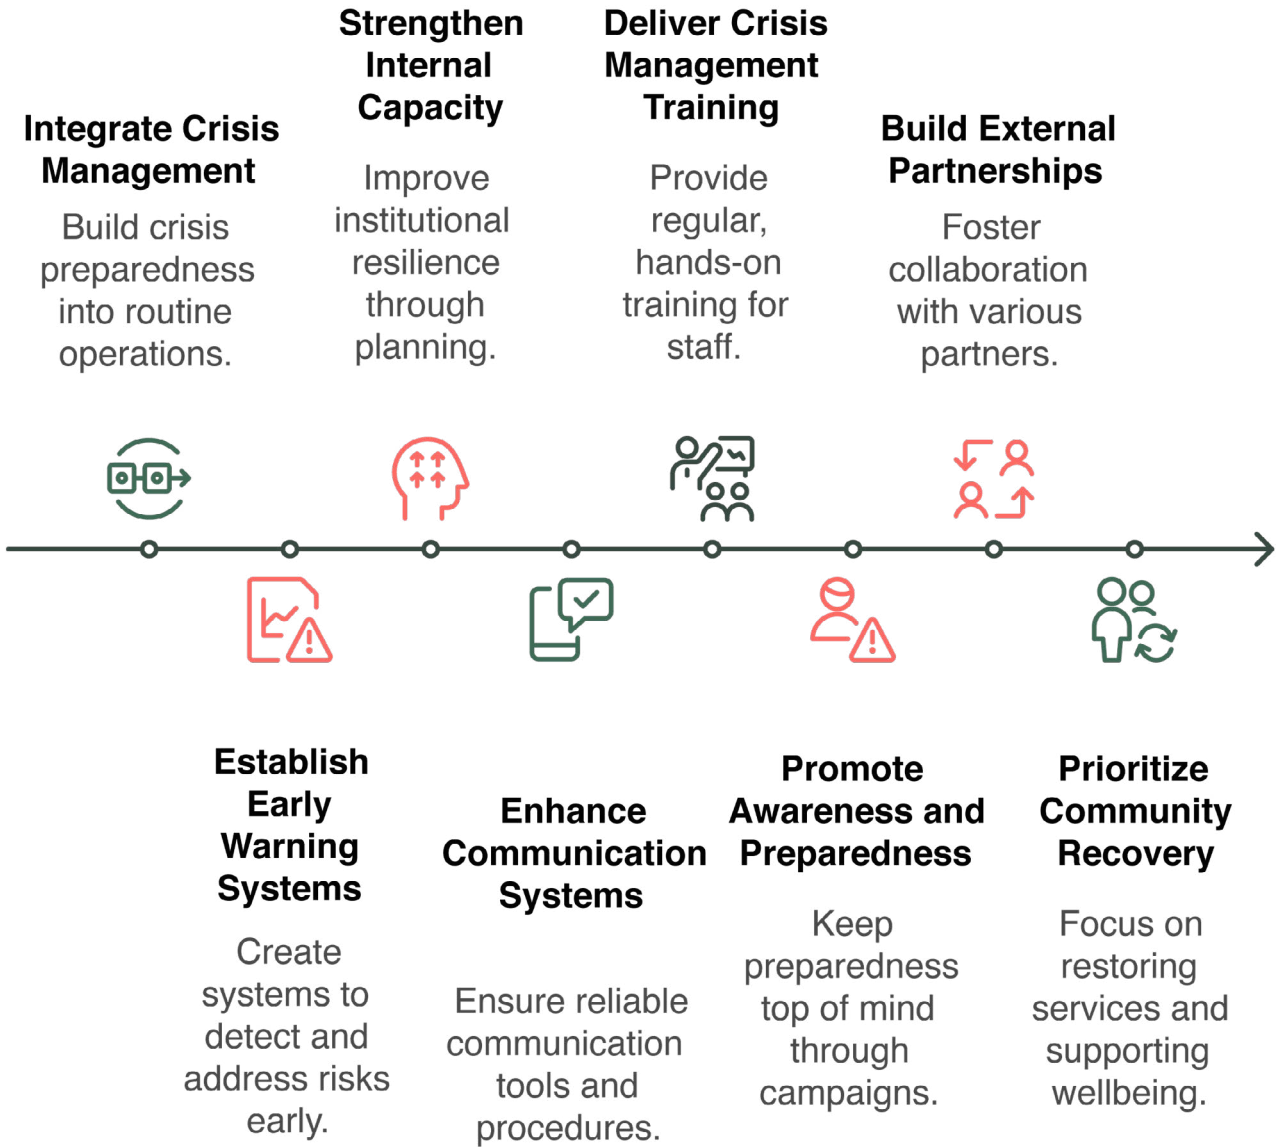 Integrate Crisis
Management
Build crisis
preparedness
into routine
operations.
Establish
Early
Warning
Systems
Create
systems to
detect and
address risks
early.
Strengthen
Internal
Capacity
Improve
institutional
resilience
through
planning.
Enhance
Communication
Systems
Ensure reliable
communication
tools and
procedures.
Deliver Crisis
Management
Training
Provide
regular,
hands-on
training for
staff.
Promote
Awareness and
Preparedness
Keep
preparedness
top of mind
through
campaigns.
Build External
Partnerships
Foster
collaboration
with various
partners.
Prioritize
Community
Recovery
Focus on
restoring
services and
supporting
wellbeing.